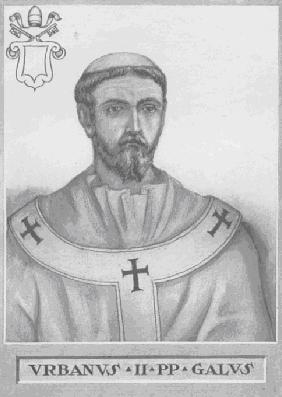 VRBANVS ▴ II ▴ PP ▴ GALVS